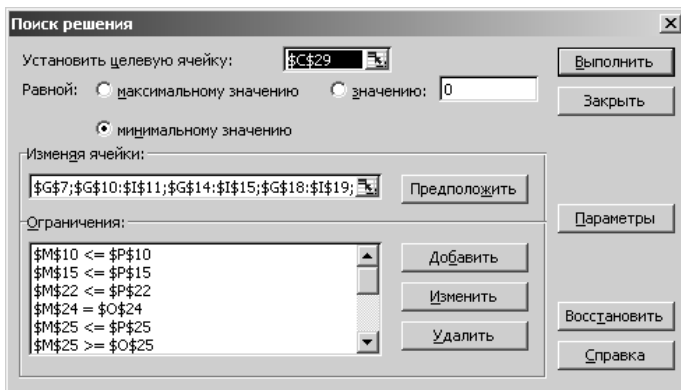 Поиск решения
Установить целевую ячейку: $C$29 Выполнить
Равной: максимальному значению значению: 0 Закрыть
минимальному значению
Изменяя ячейки:
$G$7;$G$10:$I$11;$G$14:$I$15;$G$18:$I$19; Предположить
Ограничения: Параметры
$M$10 <= $P$10 Добавить
$M$15 <= $P$15
$M$22 <= $P$22 Изменить
$M$24 = $O$24 Восстановить
$M$25 <= $P$25 Удалить
$M$25 >= $O$25 Справка